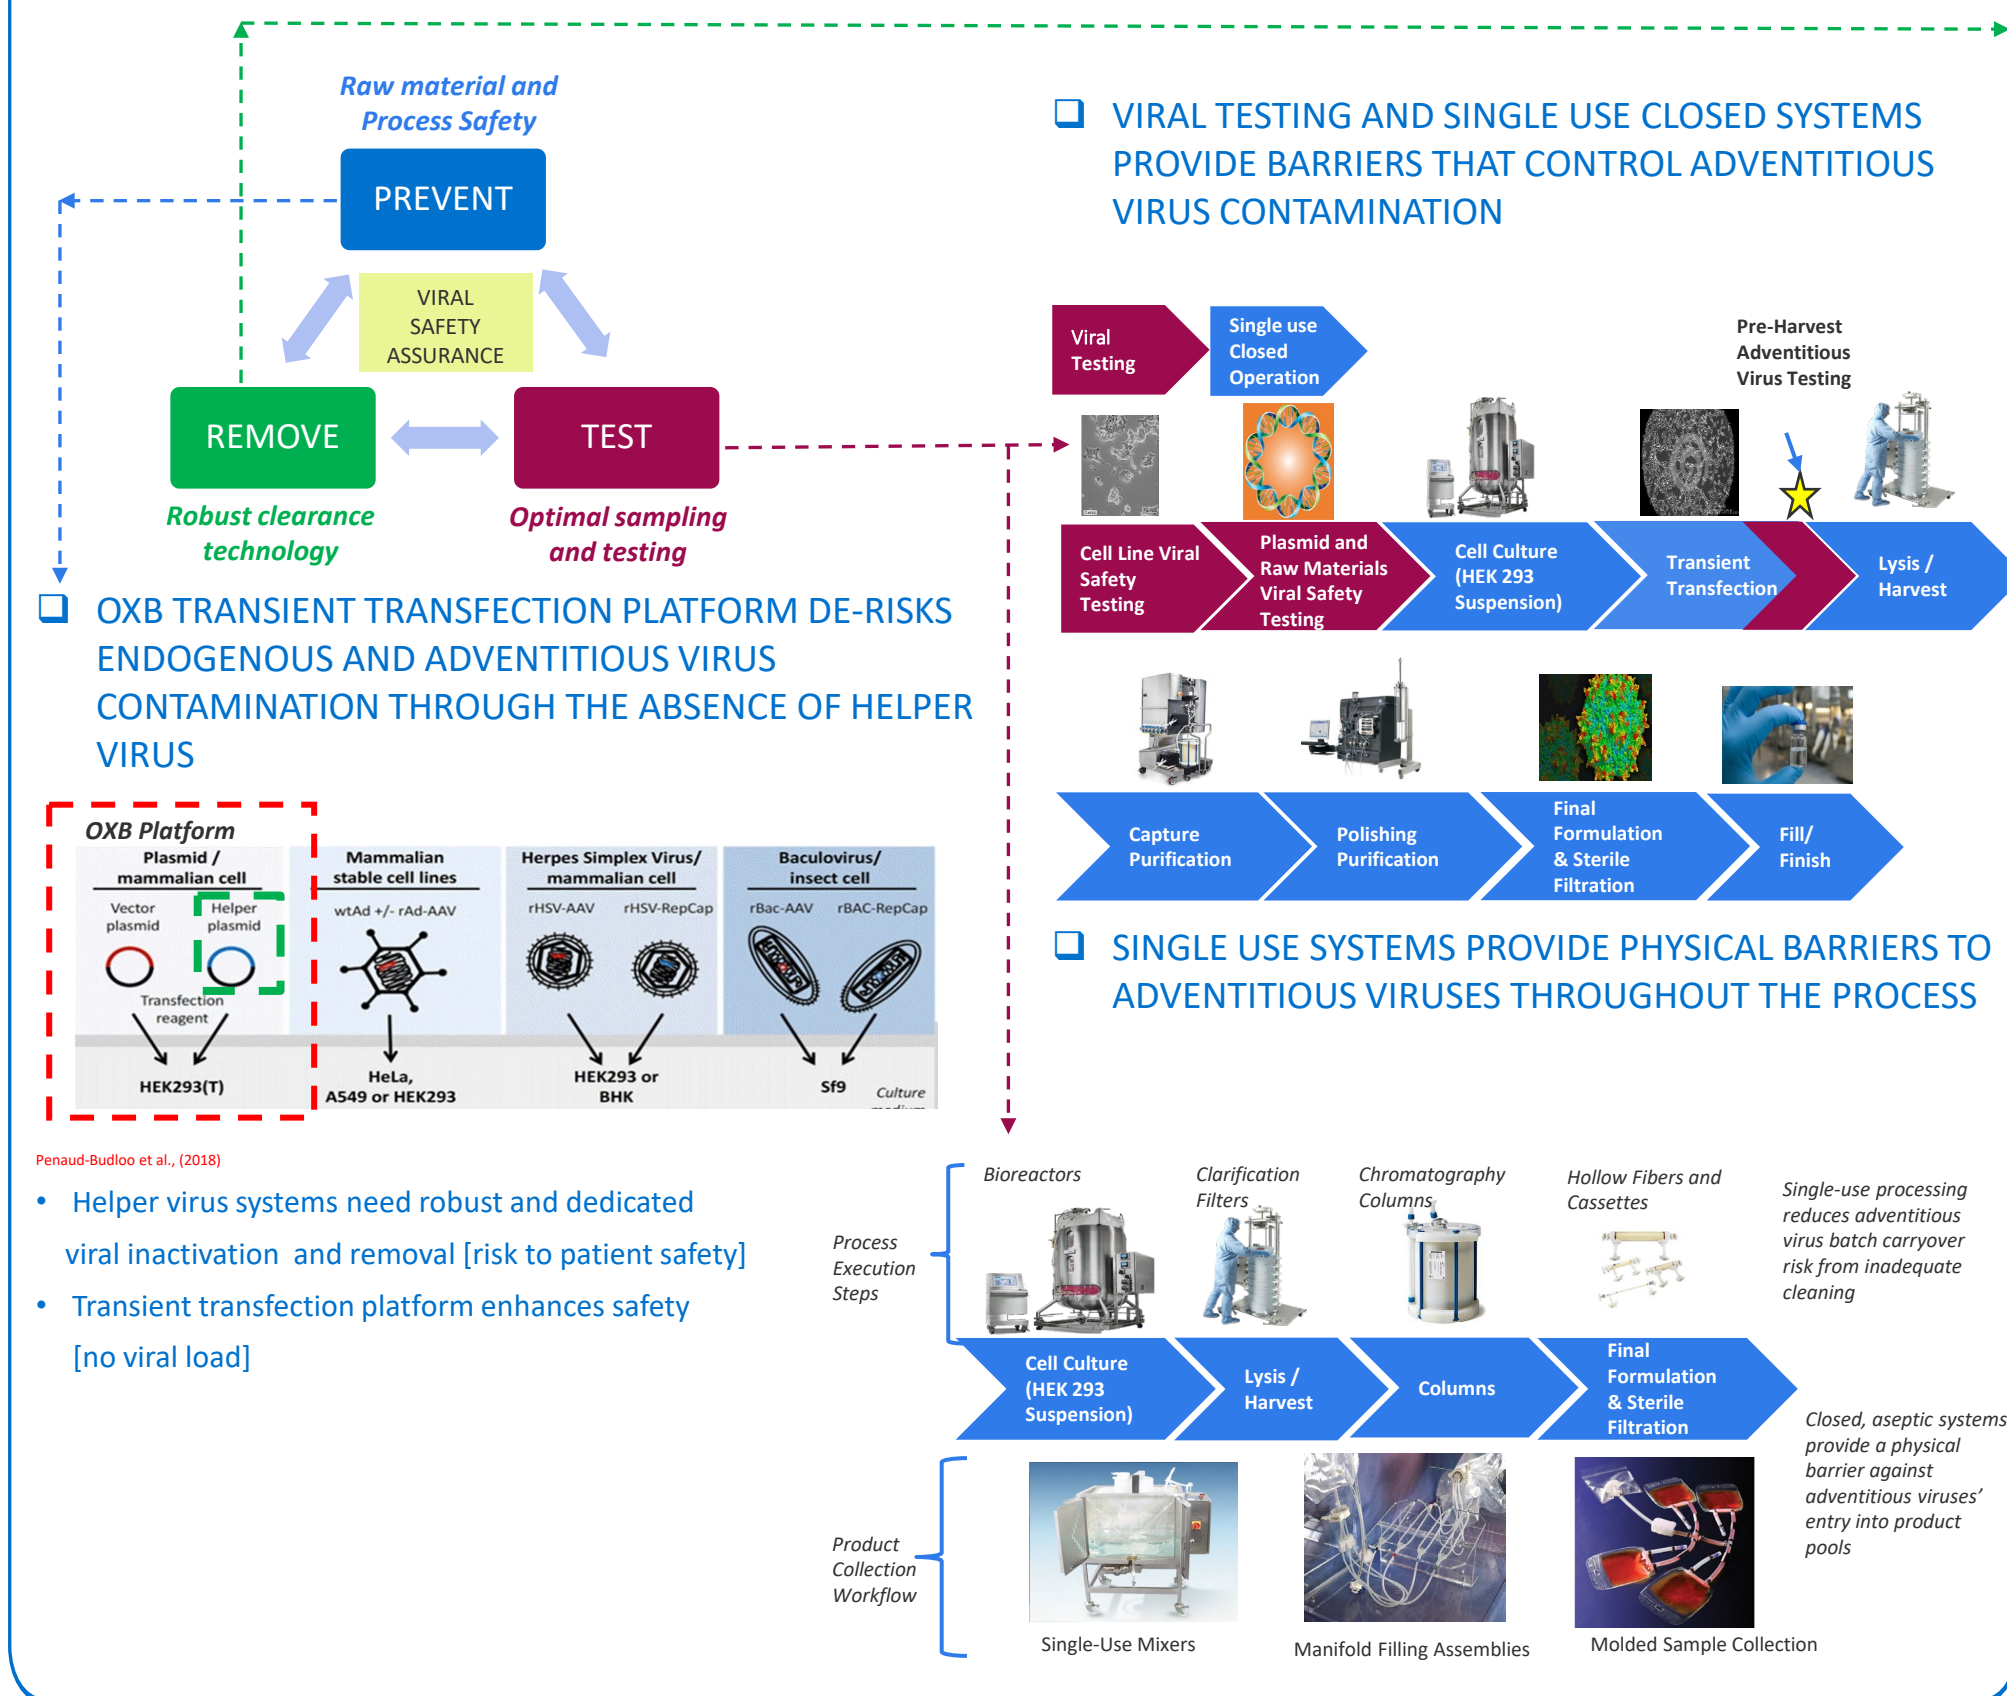 Raw material and
Process Safety
PREVENT
VIRAL
SAFETY
ASSURANCE
REMOVE
TEST
Robust clearance
technology
Optimal sampling
and testing
❑ OXB TRANSIENT TRANSFECTION PLATFORM DE-RISKS
ENDOGENOUS AND ADVENTITIOUS VIRUS
CONTAMINATION THROUGH THE ABSENCE OF HELPER
VIRUS
OXB Platform
Plasmid /
mammalian cell
Vector
plasmid
Helper
plasmid
Transfection
reagent
HEK293(T)
Mammalian
stable cell lines
wtAd +/- rAd-AAV
HeLa,
A549 or HEK293
Herpes Simplex Virus/
mammalian cell
rHSV-AAV
rHSV-RepCap
HEK293 or
BHK
Baculovirus/
insect cell
rBac-AAV
rBAC-RepCap
Sf9
Culture
medium
Penaud-Budloo et al., (2018)
• Helper virus systems need robust and dedicated
viral inactivation and removal [risk to patient safety]
• Transient transfection platform enhances safety
[no viral load]
❑ VIRAL TESTING AND SINGLE USE CLOSED SYSTEMS
PROVIDE BARRIERS THAT CONTROL ADVENTITIOUS
VIRUS CONTAMINATION
Viral
Testing
Single use
Closed
Operation
Pre-Harvest
Adventitious
Virus Testing
Cell Line Viral
Safety
Testing
Plasmid and
Raw Materials
Viral Safety
Testing
Cell Culture
(HEK 293
Suspension)
Transient
Transfection
Lysis /
Harvest
Capture
Purification
Polishing
Purification
Final
Formulation
& Sterile
Filtration
Fill/
Finish
❑ SINGLE USE SYSTEMS PROVIDE PHYSICAL BARRIERS TO
ADVENTITIOUS VIRUSES THROUGHOUT THE PROCESS
Process
Execution
Steps
Bioreactors
Clarification
Filters
Chromatography
Columns
Hollow Fibers and
Cassettes
Single-use processing
reduces adventitious
virus batch carryover
risk from inadequate
cleaning
Cell Culture
(HEK 293
Suspension)
Lysis /
Harvest
Columns
Final
Formulation
& Sterile
Filtration
Closed, aseptic systems
provide a physical
barrier against
adventitious viruses’
entry into product
pools
Product
Collection
Workflow
Single-Use Mixers
Manifold Filling Assemblies
Molded Sample Collection